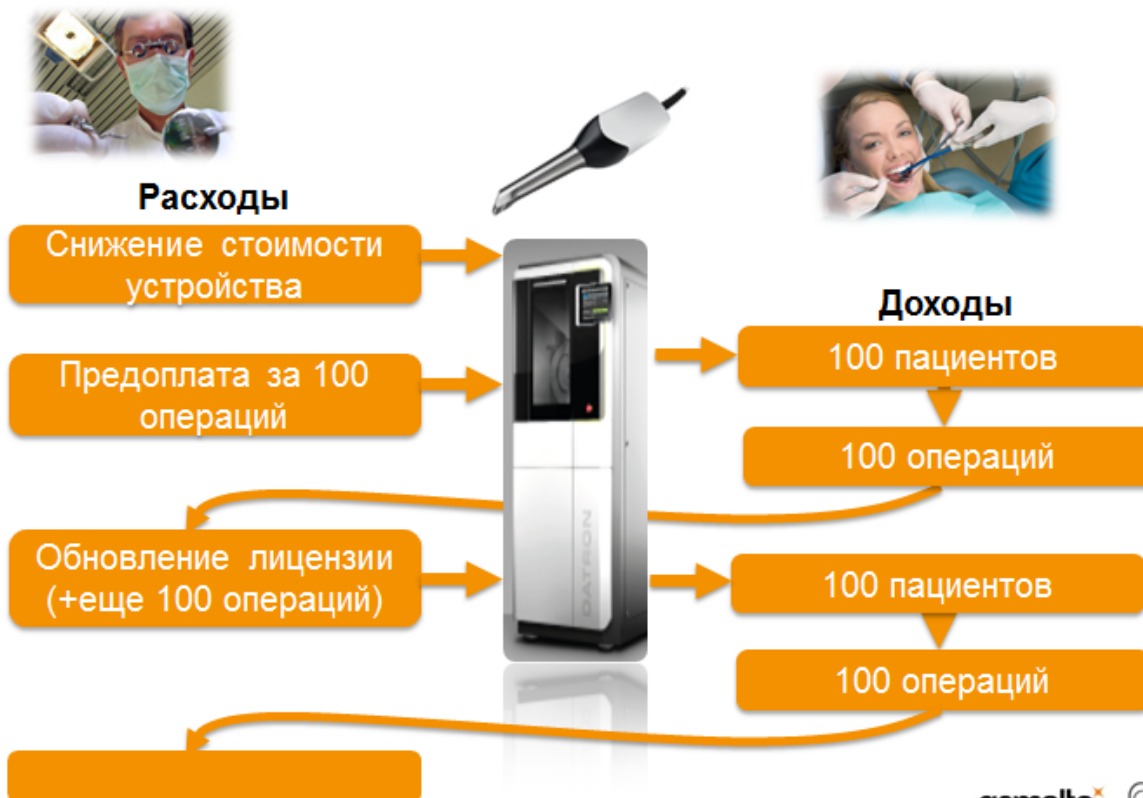 Расходы
Снижение стоимости
устройства
Предоплата за 100
операций
Обновление лицензии
(+еще 100 операций)
DATRON
Доходы
100 пациентов
100 операций
100 пациентов
100 операций
gemalto